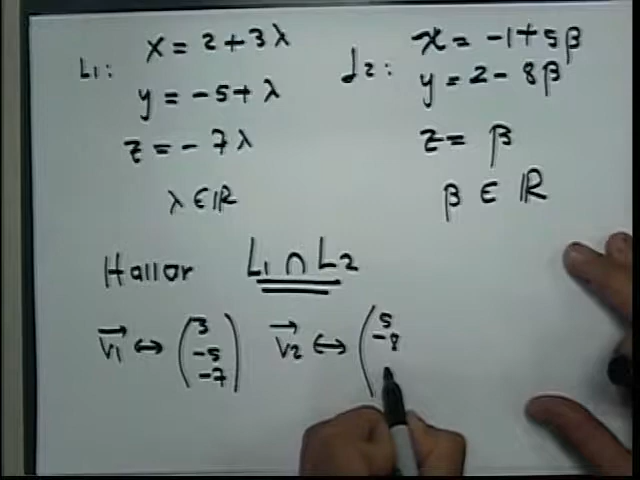 L1: x = 2 + 3λ
y = -5 + λ
z = -7λ
λ ∈ ℝ
L2: x = -1 + 5β
y = 2 - 8β
z = β
β ∈ ℝ
Hallar L1 ∩ L2
V1 ↔ (3 -5 -7) V2 ↔ (5 -8